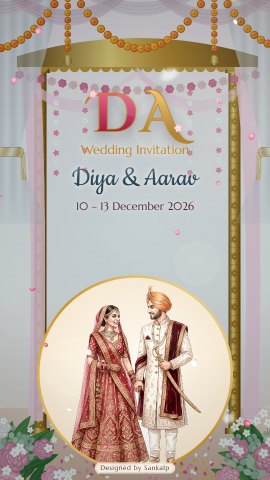 DA
Wedding Invitation
Diya & Aarav
10 – 13 December 2026
Designed by Sankalp